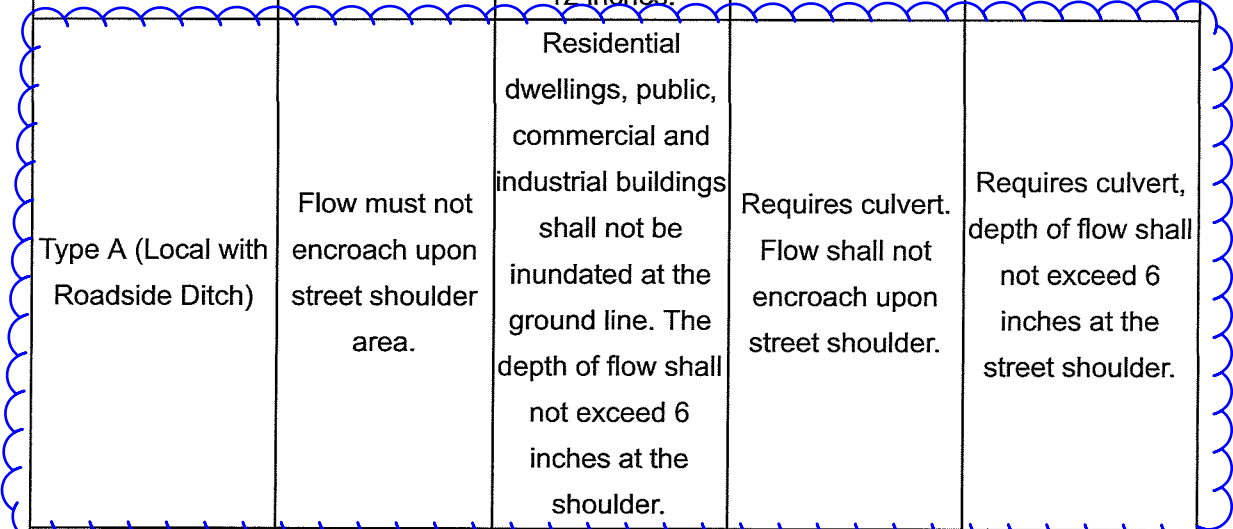 12 inches.
Type A (Local with
Roadside Ditch)
Flow must not
encroach upon
street shoulder
area.
Residential
dwellings, public,
commercial and
industrial buildings
shall not be
inundated at the
ground line. The
depth of flow shall
not exceed 6
inches at the
shoulder.
Requires culvert.
Flow shall not
encroach upon
street shoulder.
Requires culvert,
depth of flow shall
not exceed 6
inches at the
street shoulder.